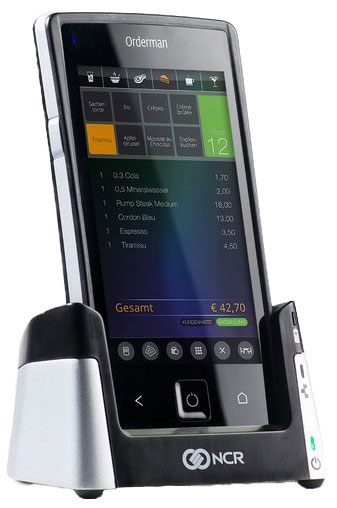 Orderman
Sacher-
torte
Eis
Crêpes
Crème
brûlée
Tisch
12
Tiramisu
Apfel-
strudel
Mousse au
Chocolat
Topfen-
kuchen
1 0,3 Cola 1,70
1 0,5 Mineralwasser 2,00
1 Rump Steak Medium 18,00
1 Cordon Bleu 13,00
1 Espresso 3,50
1 Tiramisu 4,50
Gesamt € 42,70
KUNDENKARTE
NCR